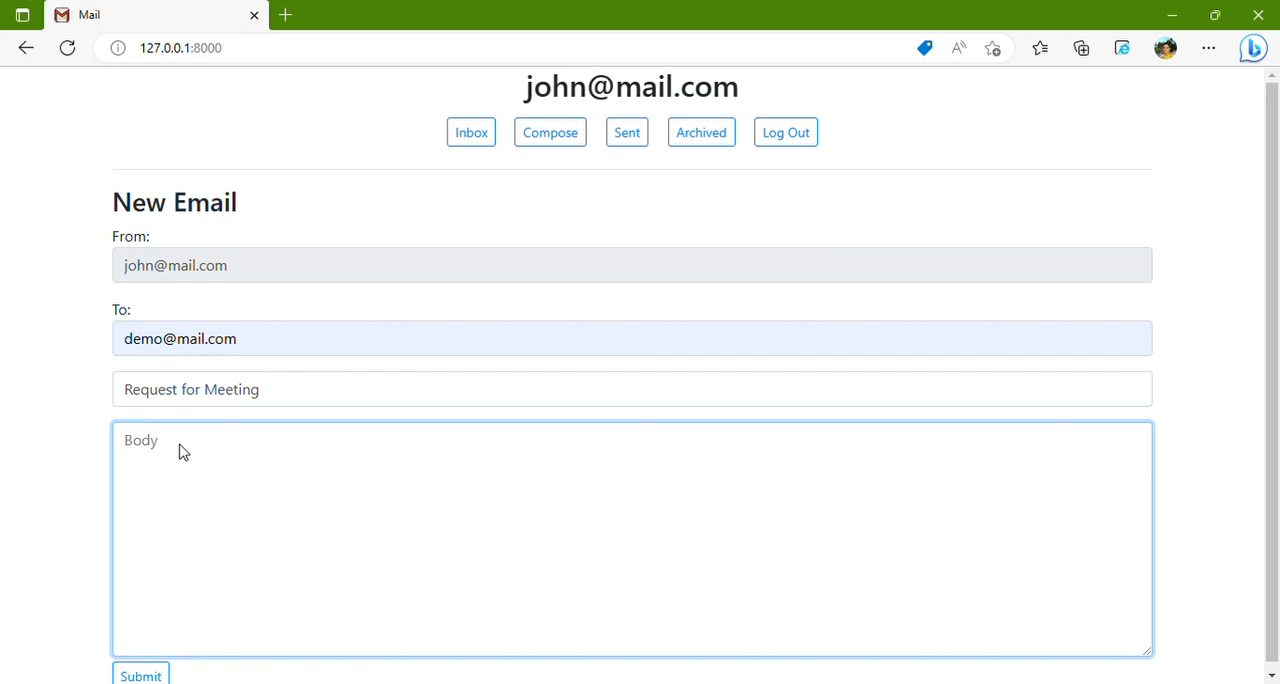 Mail
127.0.0.1:8000
john@mail.com
Inbox Compose Sent Archived Log Out
New Email
From:
john@mail.com
To:
demo@mail.com
Request for Meeting
Body
Submit